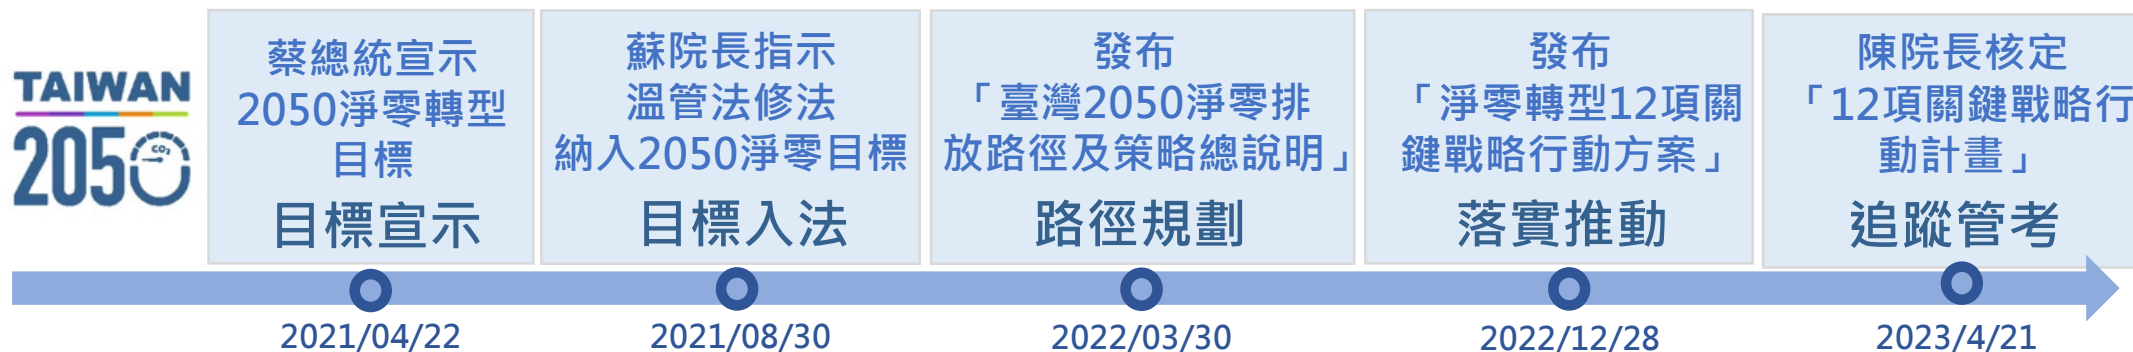 TAIWAN
2050
CO₂
蔡總統宣示
2050淨零轉型
目標
目標宣示
2021/04/22
蘇院長指示
溫管法修法
納入2050淨零目標
目標入法
2021/08/30
發布
「臺灣2050淨零排
放路徑及策略總說明」
路徑規劃
2022/03/30
發布
「淨零轉型12項關
鍵戰略行動方案」
落實推動
2022/12/28
陳院長核定
「12項關鍵戰略行
動計畫」
追蹤管考
2023/4/21